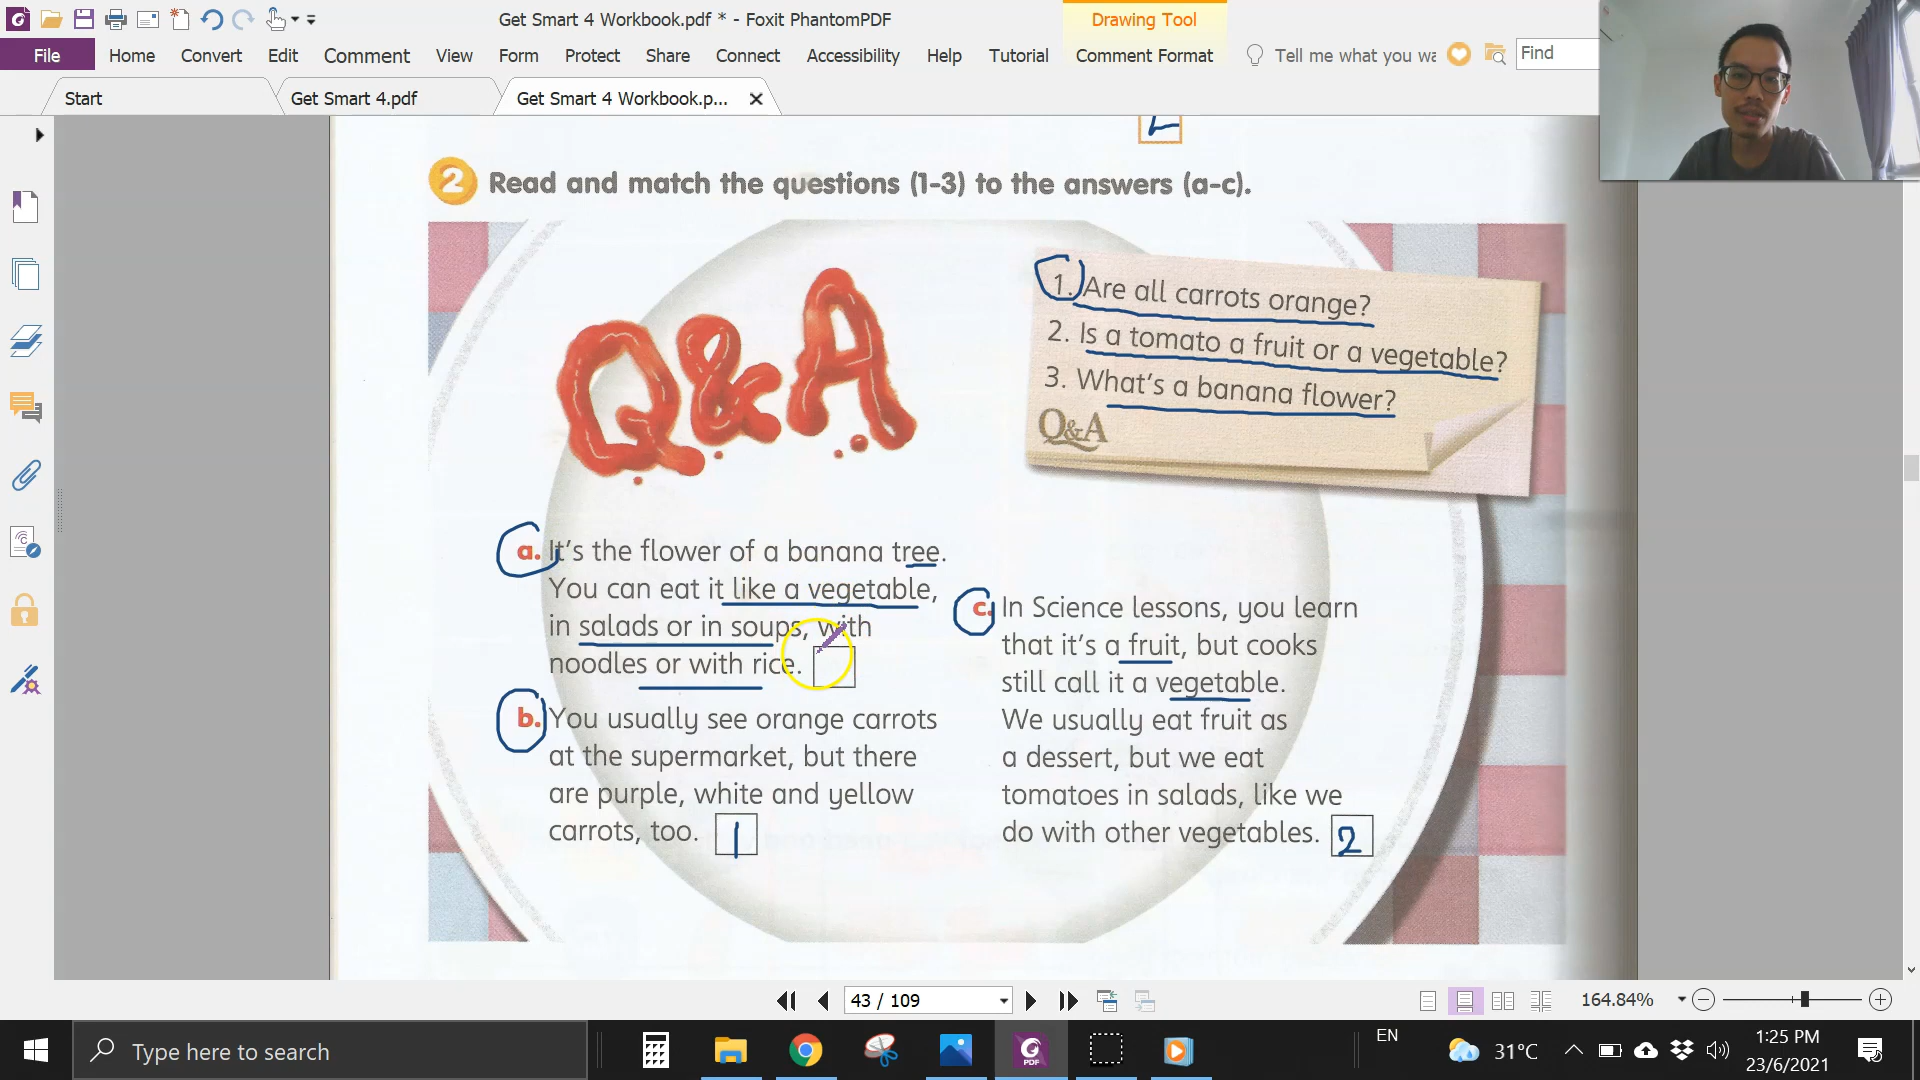 Get Smart 4 Workbook.pdf * - Foxit PhantomPDF
Drawing Tool
File Home Convert Edit Comment View Form Protect Share Connect Accessibility Help Tutorial Comment Format Tell me what you wa Find
Start Get Smart 4.pdf Get Smart 4 Workbook.p...
2 Read and match the questions (1-3) to the answers (a-c).
Q&A
1. Are all carrots orange?
2. Is a tomato a fruit or a vegetable?
3. What's a banana flower?
Q&A
a. It's the flower of a banana tree.
You can eat it like a vegetable,
in salads or in soups, with
noodles or with rice.
b. You usually see orange carrots
at the supermarket, but there
are purple, white and yellow
carrots, too. 1
c. In Science lessons, you learn
that it's a fruit, but cooks
still call it a vegetable.
We usually eat fruit as
a dessert, but we eat
tomatoes in salads, like we
do with other vegetables. 2
43 / 109
164.84%
Type here to search
PDF
EN
31°C
1:25 PM
23/6/2021